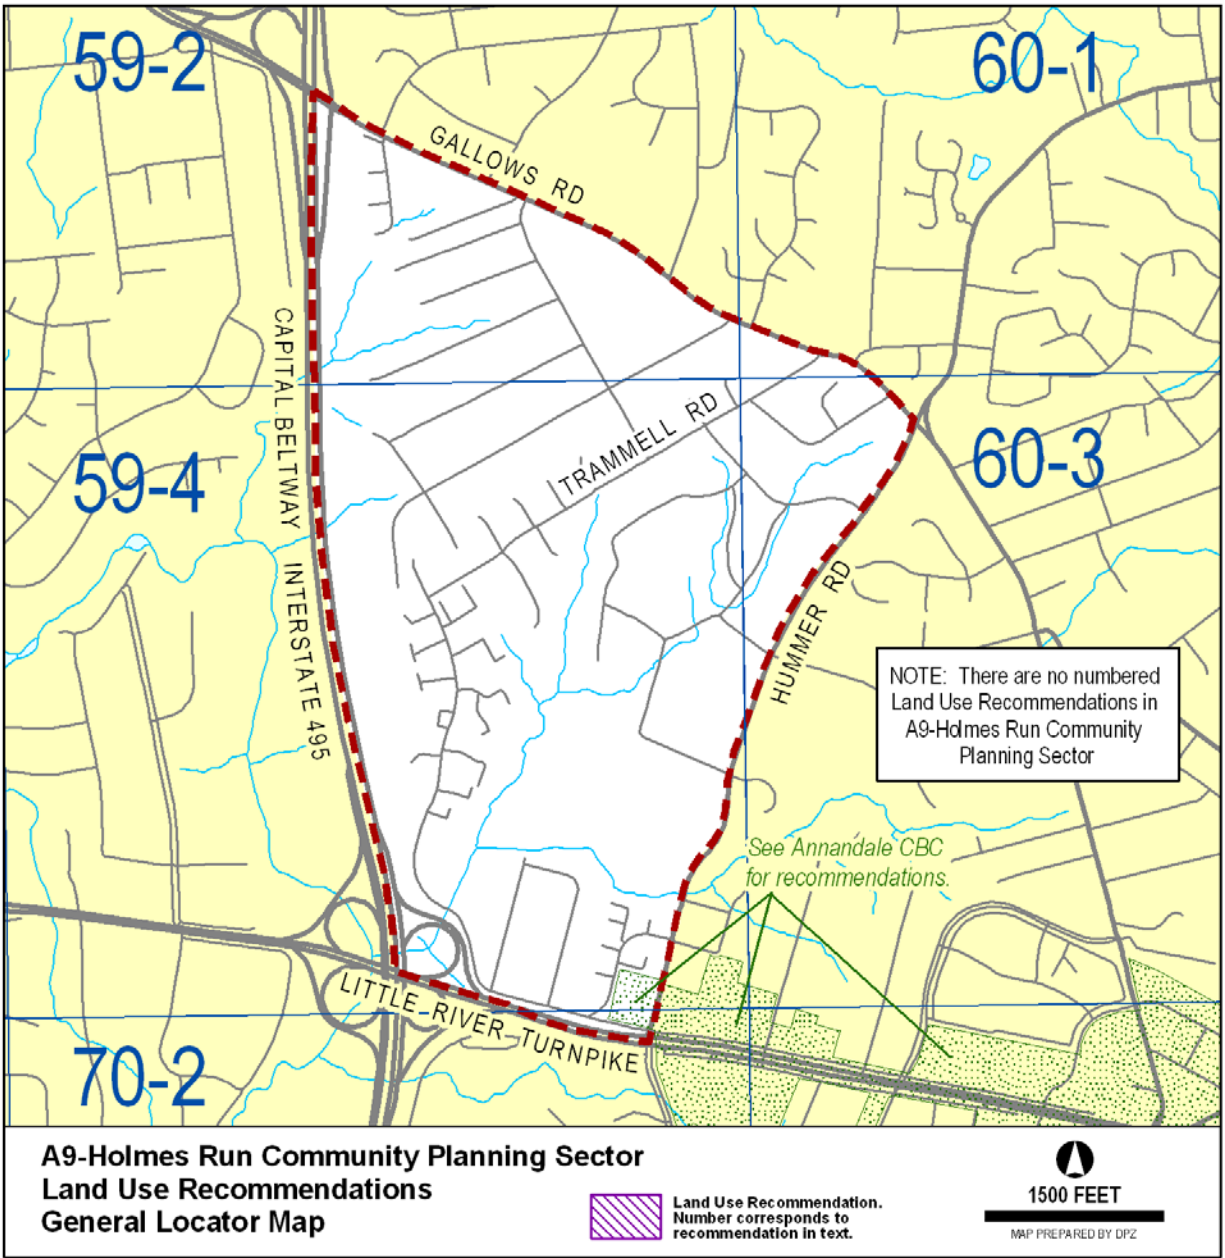 59-2
60-1
GALLOWS RD
CAPITAL BELTWAY INTERSTATE 495
TRAMMELL RD
59-4
60-3
HUMMER RD
NOTE: There are no numbered
Land Use Recommendations in
A9-Holmes Run Community
Planning Sector
See Annandale CBC
for recommendations.
LITTLE RIVER TURNPIKE
70-2
A9-Holmes Run Community Planning Sector
Land Use Recommendations
General Locator Map
Land Use Recommendation.
Number corresponds to
recommendation in text.
1500 FEET
MAP PREPARED BY DPZ